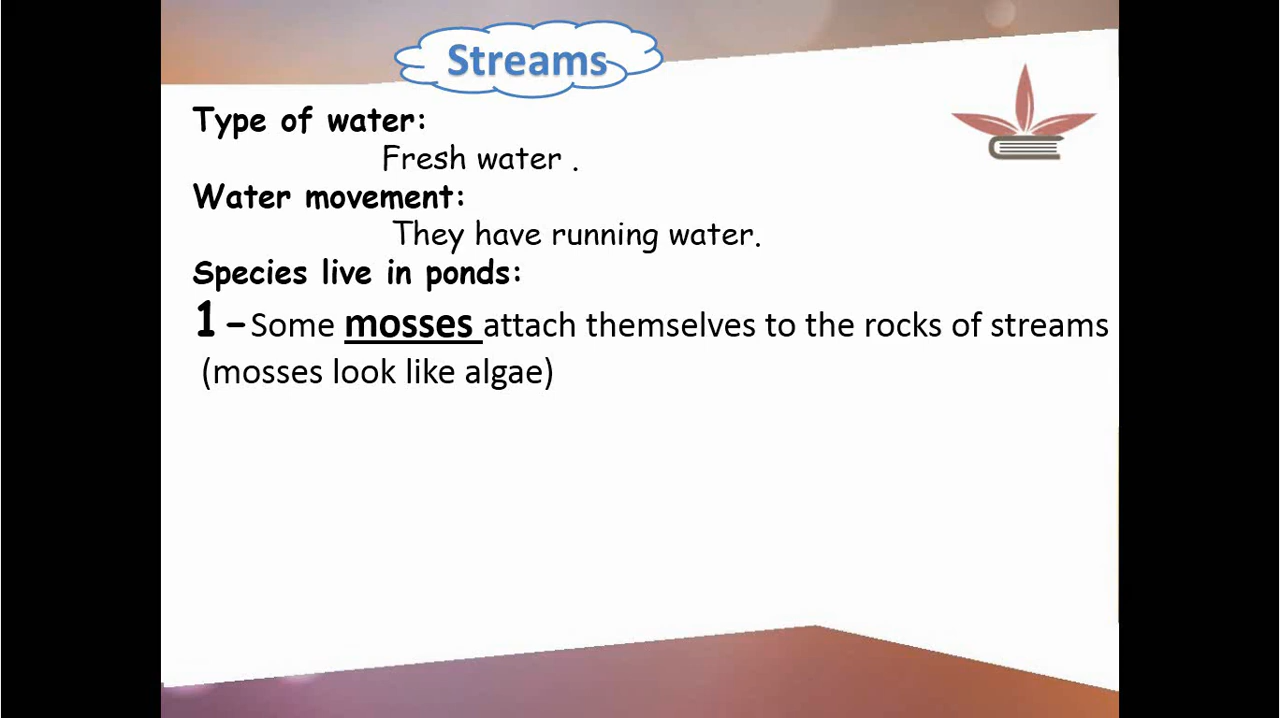 Streams
Type of water:
Fresh water .
Water movement:
They have running water.
Species live in ponds:
1 – Some mosses attach themselves to the rocks of streams
(mosses look like algae)